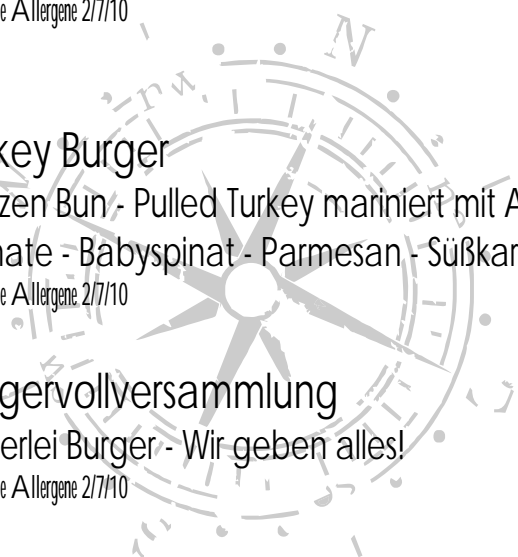 e Allergene 2/7/10
key Burger
zen Bun - Pulled Turkey mariniert mit A
nate - Babyspinat - Parmesan - Süßkar
e Allergene 2/7/10
gervollversammlung
erlei Burger - Wir geben alles!
e Allergene 2/7/10